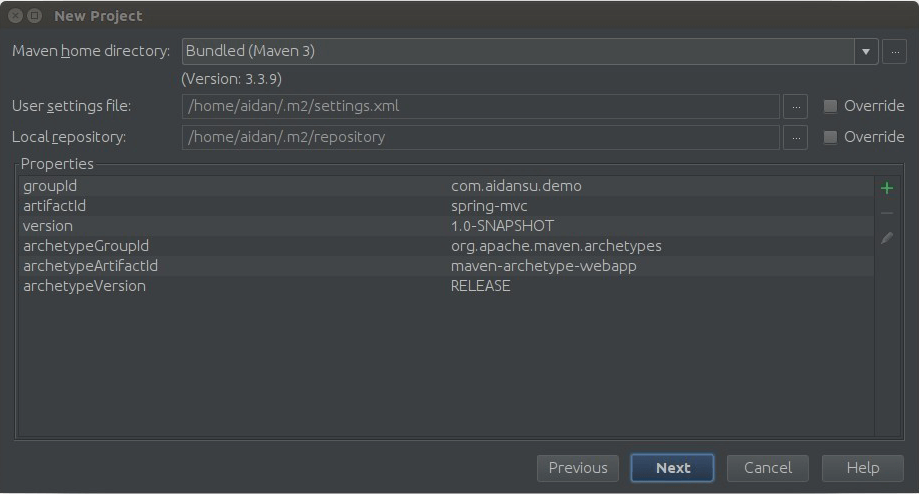 New Project
Maven home directory: Bundled (Maven 3) ...
(Version: 3.3.9)
User settings file: /home/aidan/.m2/settings.xml ... Override
Local repository: /home/aidan/.m2/repository ... Override
Properties
groupId com.aidansu.demo
artifactId spring-mvc
version 1.0-SNAPSHOT
archetypeGroupId org.apache.maven.archetypes
archetypeArtifactId maven-archetype-webapp
archetypeVersion RELEASE
Previous Next Cancel Help